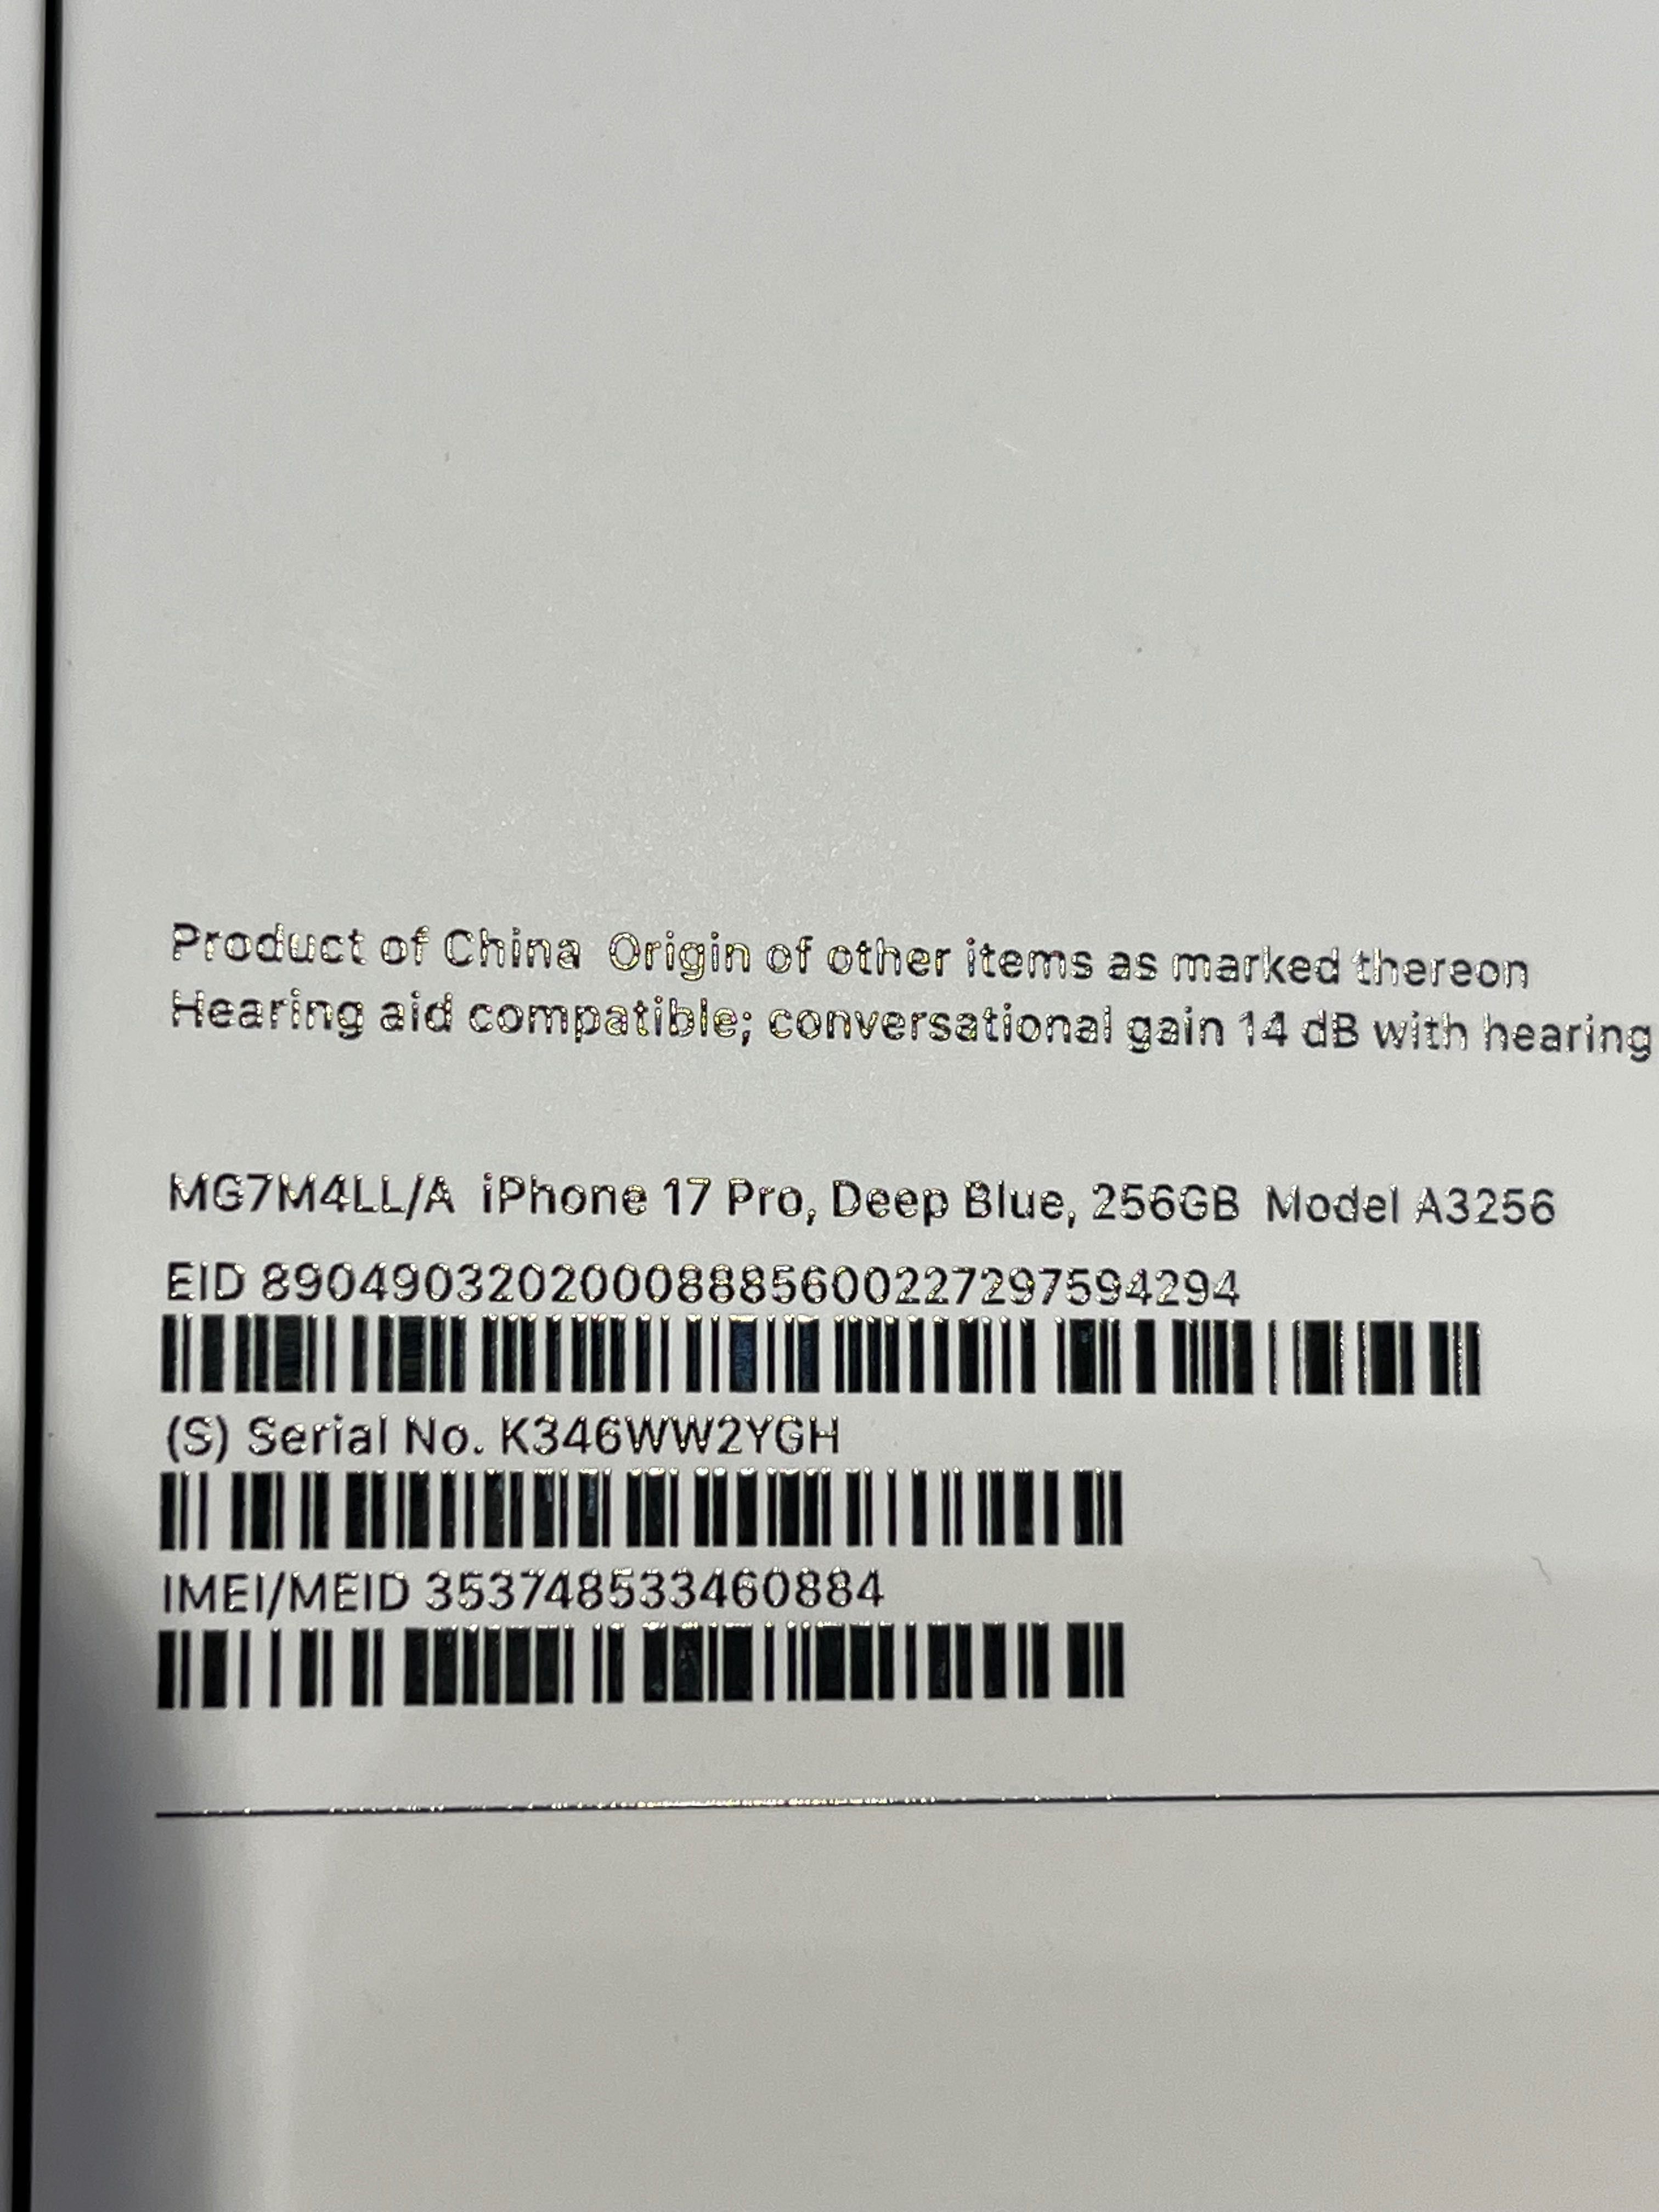 Product of China  Origin of other items as marked thereon
Hearing aid compatible; conversational gain 14 dB with hearing
MG7M4LL/A  iPhone 17 Pro, Deep Blue, 256GB  Model A3256
EID 89049032020008885600227297594294
(S) Serial No. K346WW2YGH
IMEI/MEID 353748533460884